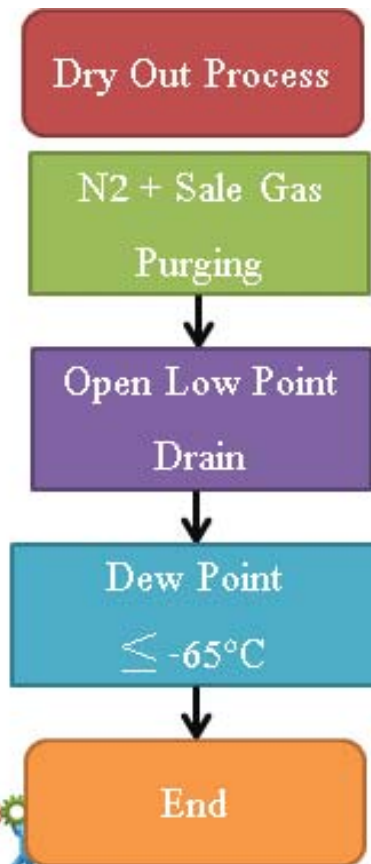 Dry Out Process
N2 + Sale Gas
Purging
Open Low Point
Drain
Dew Point
≤ -65°C
End